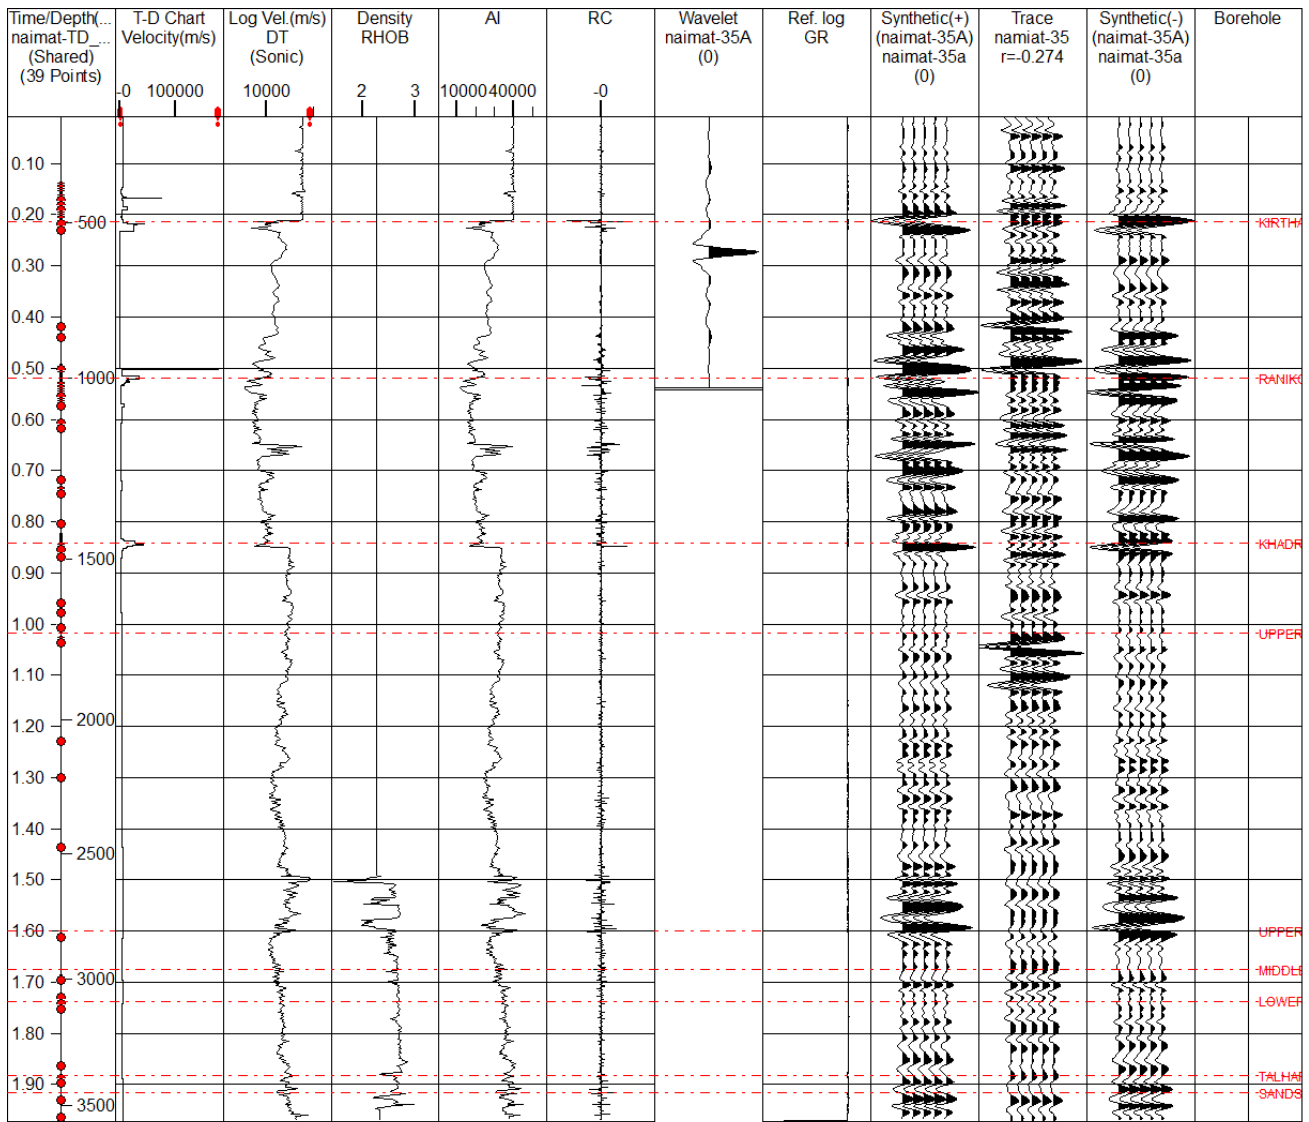 Time/Depth(...
naimat-TD_...
(Shared)
(39 Points)
T-D Chart
Velocity(m/s)
-0 100000
Log Vel.(m/s)
DT
(Sonic)
10000
Density
RHOB
2 3
AI
10000 40000
RC
-0
Wavelet
naimat-35A
(0)
Ref. log
GR
Synthetic(+)
(naimat-35A)
naimat-35a
(0)
Trace
namiat-35
r=-0.274
Synthetic(-)
(naimat-35A)
naimat-35a
(0)
Borehole
0.10
0.20
500 KIRTHA
0.30
0.40
0.50
1000 RANIKO
0.60
0.70
0.80
KHADR
1500
0.90
1.00
UPPER
1.10
2000
1.20
1.30
1.40
2500
1.50
1.60 UPPER
MIDDLE
3000
1.70
LOWER
1.80
TALHAR
1.90
SANDS
3500